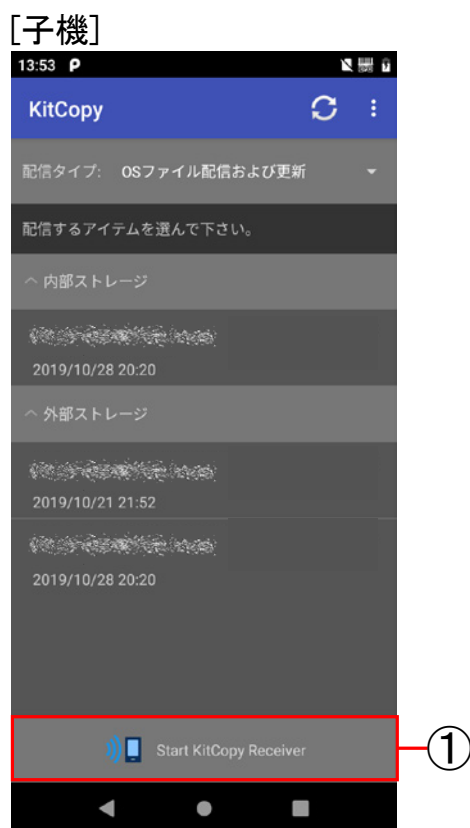 [子機]
13:53
KitCopy
配信タイプ: OSファイル配信および更新
配信するアイテムを選んで下さい。
内部ストレージ
2019/10/28 20:20
外部ストレージ
2019/10/21 21:52
2019/10/28 20:20
Start KitCopy Receiver
①